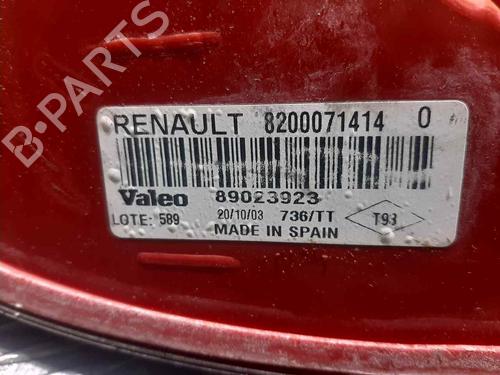 B-PARTS
RENAULT 8200071414 0
Valeo 89023923
LOTE: 589 20/10/03 736/TT T93
MADE IN SPAIN